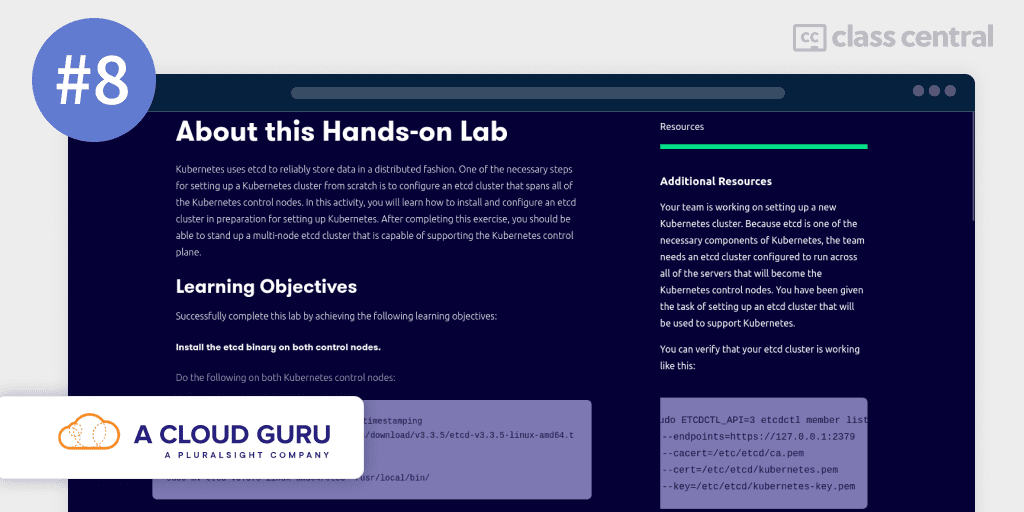 #8
class central
About this Hands-on Lab
Kubernetes uses etcd to reliably store data in a distributed fashion. One of the necessary steps
for setting up a Kubernetes cluster from scratch is to configure an etcd cluster that spans all of
the Kubernetes control nodes. In this activity, you will learn how to install and configure an etcd
cluster in preparation for setting up Kubernetes. After completing this exercise, you should be
able to stand up a multi-node etcd cluster that is capable of supporting the Kubernetes control
plane.
Learning Objectives
Successfully complete this lab by achieving the following learning objectives:
Install the etcd binary on both control nodes.
Do the following on both Kubernetes control nodes:
timestamping
/download/v3.3.5/etcd-v3.3.5-linux-amd64.t
/usr/local/bin/
A CLOUD GURU
A PLURALSIGHT COMPANY
Resources
Additional Resources
Your team is working on setting up a new
Kubernetes cluster. Because etcd is one of the
necessary components of Kubernetes, the team
needs an etcd cluster configured to run across
all of the servers that will become the
Kubernetes control nodes. You have been given
the task of setting up an etcd cluster that will
be used to support Kubernetes.
You can verify that your etcd cluster is working
like this:
udo ETCDCTL_API=3 etcdctl member list
--endpoints=https://127.0.0.1:2379
--cacert=/etc/etcd/ca.pem
--cert=/etc/etcd/kubernetes.pem
--key=/etc/etcd/kubernetes-key.pem